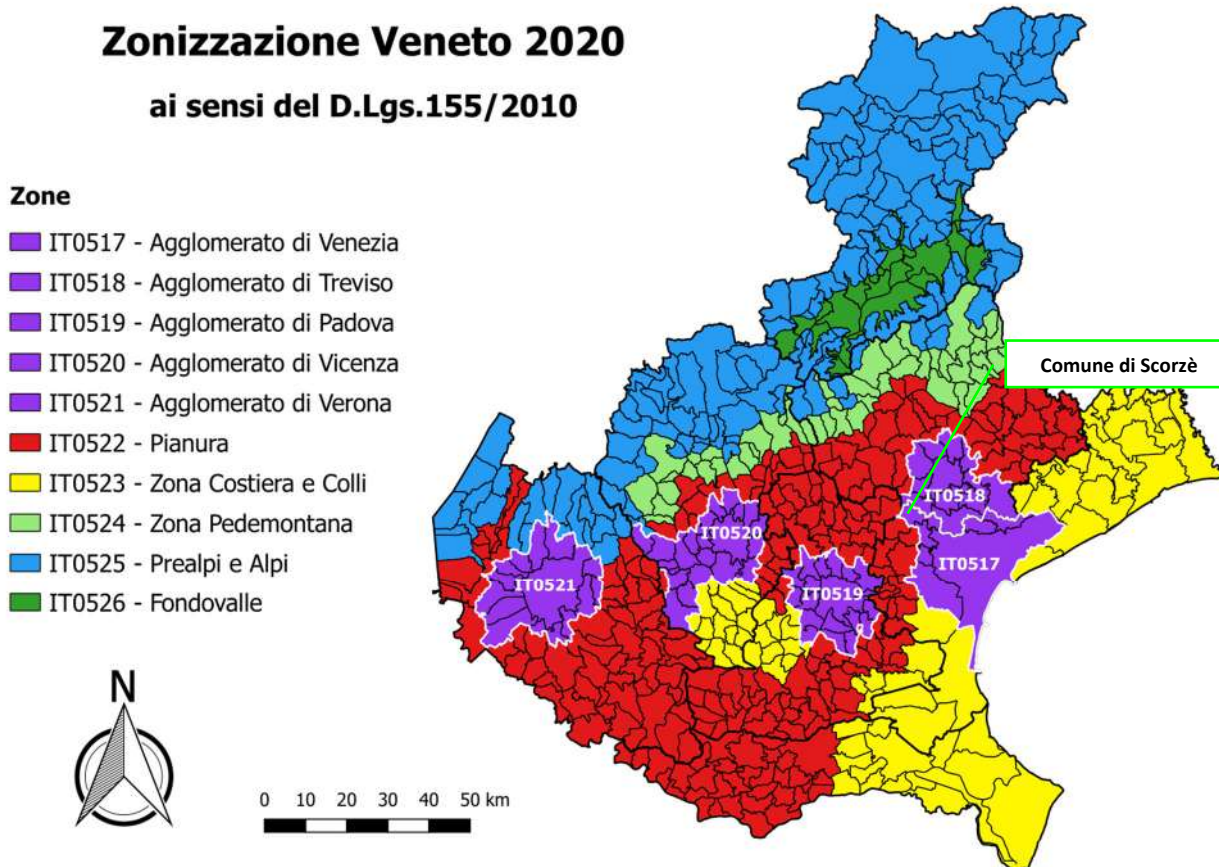 Zonizzazione Veneto 2020
ai sensi del D.Lgs.155/2010
Zone
IT0517 - Agglomerato di Venezia
IT0518 - Agglomerato di Treviso
IT0519 - Agglomerato di Padova
IT0520 - Agglomerato di Vicenza
IT0521 - Agglomerato di Verona
IT0522 - Pianura
IT0523 - Zona Costiera e Colli
IT0524 - Zona Pedemontana
IT0525 - Prealpi e Alpi
IT0526 - Fondovalle
Comune di Scorzè
IT0518
IT0520
IT0517
IT0521
IT0519
N
0 10 20 30 40 50 km